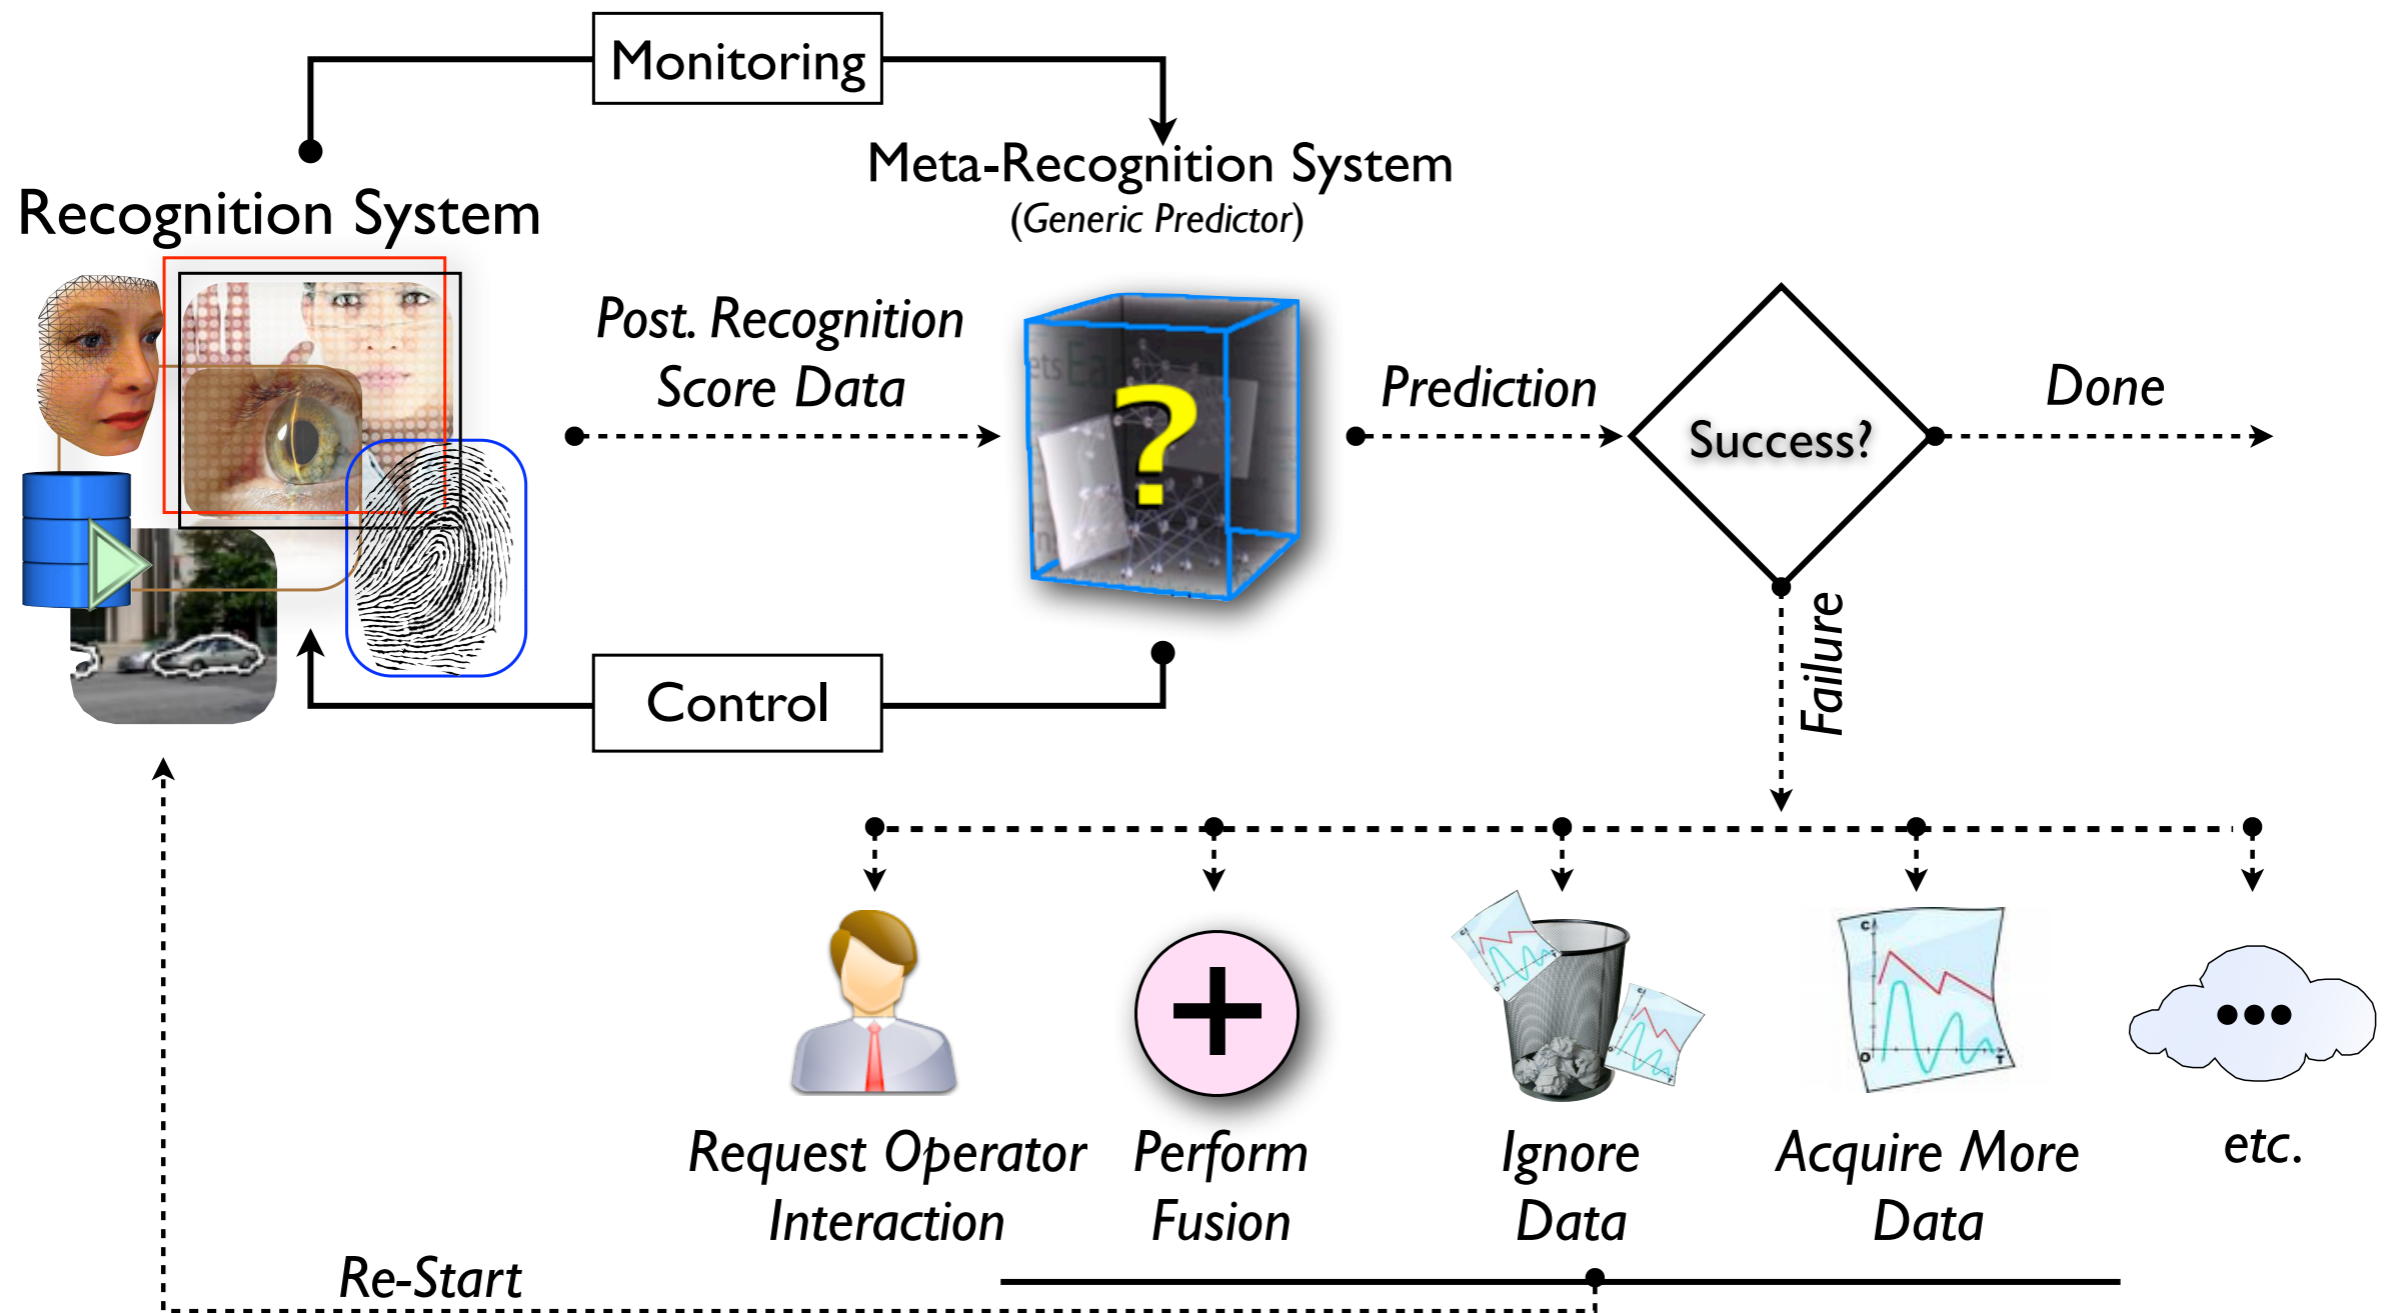 Monitoring
Meta-Recognition System
(Generic Predictor)
Recognition System
Post. Recognition
Score Data
Prediction
Success?
Done
?
Failure
Control
+
Request Operator
Interaction
Perform
Fusion
Ignore
Data
Acquire More
Data
•••
etc.
Re-Start